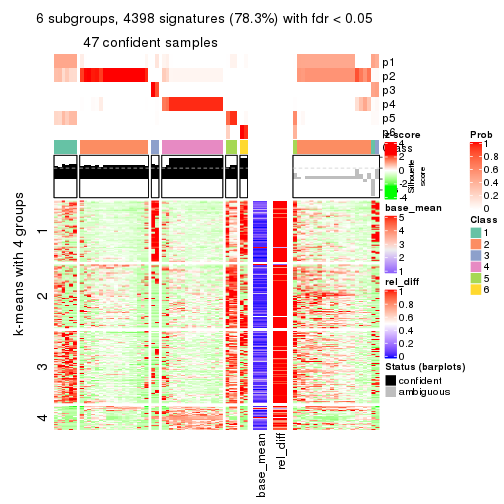 6 subgroups, 4398 signatures (78.3%) with fdr < 0.05
47 confident samples
p1
p2
p3
p4
p5
p6
Class
Silhouette
score
k-means with 4 groups
1
2
3
4
base_mean
rel_diff
z_score
4
2
0
-2
-4
base_mean
5
4
3
2
1
rel_diff
1
0.8
0.6
0.4
0.2
0
Status (barplots)
confident
ambiguous
Prob
1
0.8
0.6
0.4
0.2
0
Class
1
2
3
4
5
6